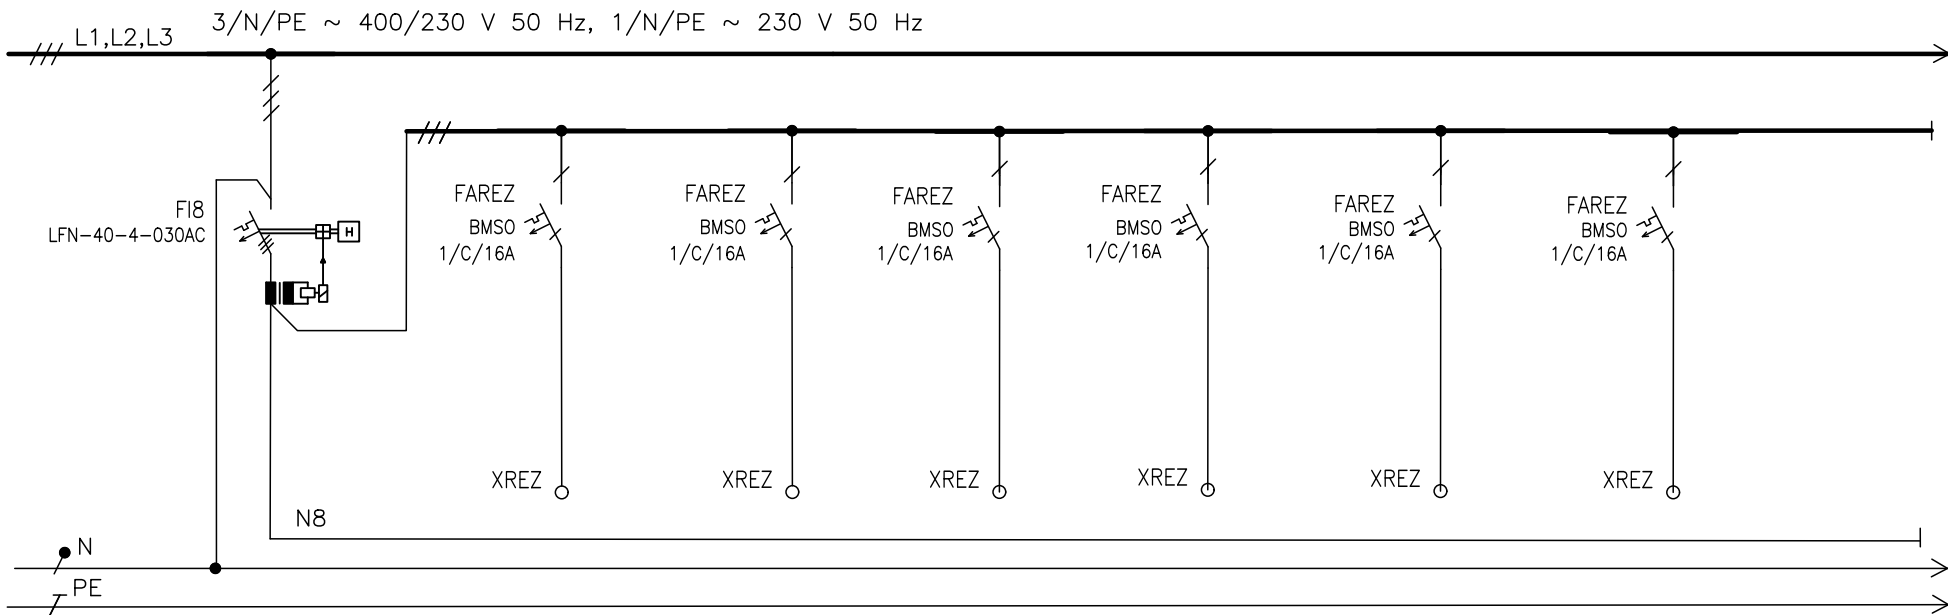 3/N/PE ~ 400/230 V 50 Hz, 1/N/PE ~ 230 V 50 Hz
L1,L2,L3
FI8
LFN-40-4-030AC
H
FAREZ
BMSO
1/C/16A
FAREZ
BMSO
1/C/16A
FAREZ
BMSO
1/C/16A
FAREZ
BMSO
1/C/16A
FAREZ
BMSO
1/C/16A
FAREZ
BMSO
1/C/16A
XREZ
XREZ
XREZ
XREZ
XREZ
XREZ
N8
N
PE